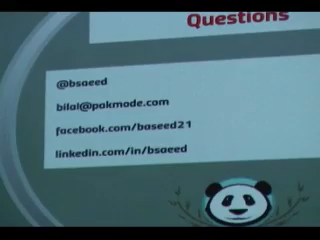 Questions
@bsaeed
bilal@pakmode.com
facebook.com/baseed21
linkedin.com/in/bsaeed